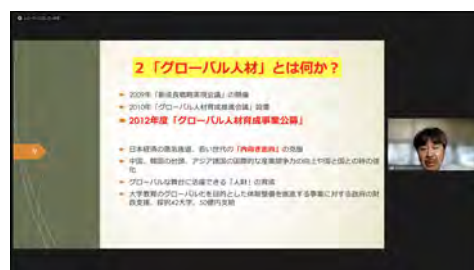 2「グローバル人材」とは何か？
2009年「新成長戦略実現会議」の開催
2010年「グローバル人材育成推進会議」設置
2012年度「グローバル人材育成事業公募」
日本経済の悪気後退、若い世代の「内向き志向」の克服
中国、韓国の台頭、アジア諸国の国際的な産業競争力の向上や国と国との絆の強
化
グローバルな舞台に活躍できる「人財」の育成
大学教育のグローバル化を目的とした体制整備を推進する事業に対する政府の財
政支援、採択42大学、50億円支給